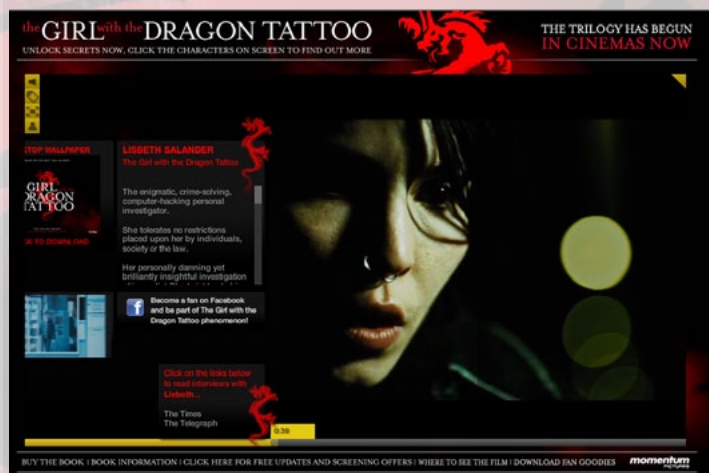 the GIRL with the DRAGON TATTOO
UNLOCK SECRETS NOW, CLICK THE CHARACTERS ON SCREEN TO FIND OUT MORE
THE TRILOGY HAS BEGUN
IN CINEMAS NOW
TOP WALLPAPER
GIRL
DRAGON
TATTOO
TO DOWNLOAD
LISBETH SALANDER
The Girl with the Dragon Tattoo
The enigmatic, crime-solving,
computer-hacking personal
investigator.
She tolerates no restrictions
placed upon her by individuals,
society or the law.
Her personally damning yet
brilliantly insightful investigation
Become a fan on Facebook
and be part of The Girl with the
Dragon Tattoo phenomenon!
Click on the links below
to read interviews with
Lisbeth...
The Times
The Telegraph
0:39
BUY THE BOOK | BOOK INFORMATION | CLICK HERE FOR FREE UPDATES AND SCREENING OFFERS | WHERE TO SEE THE FILM | DOWNLOAD FAN GOODIES
momentum
PICTURES